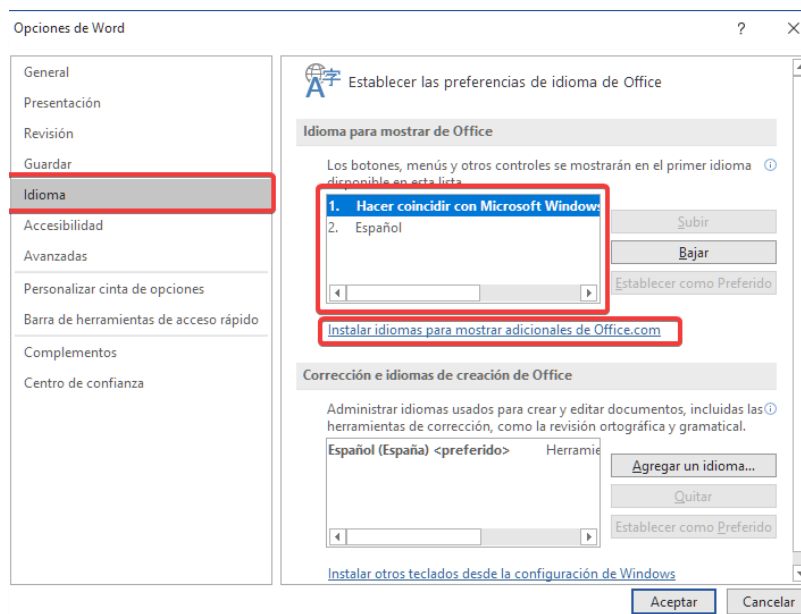 Opciones de Word
?
General
Presentación
Revisión
Guardar
Idioma
Accesibilidad
Avanzadas
Personalizar cinta de opciones
Barra de herramientas de acceso rápido
Complementos
Centro de confianza
Establecer las preferencias de idioma de Office
Idioma para mostrar de Office
Los botones, menús y otros controles se mostrarán en el primer idioma
disponible en esta lista
1. Hacer coincidir con Microsoft Windows
2. Español
Subir
Bajar
Establecer como Preferido
Instalar idiomas para mostrar adicionales de Office.com
Corrección e idiomas de creación de Office
Administrar idiomas usados para crear y editar documentos, incluidas las
herramientas de corrección, como la revisión ortográfica y gramatical.
Español (España) <preferido> Herramie
Agregar un idioma...
Quitar
Establecer como Preferido
Instalar otros teclados desde la configuración de Windows
Aceptar
Cancelar